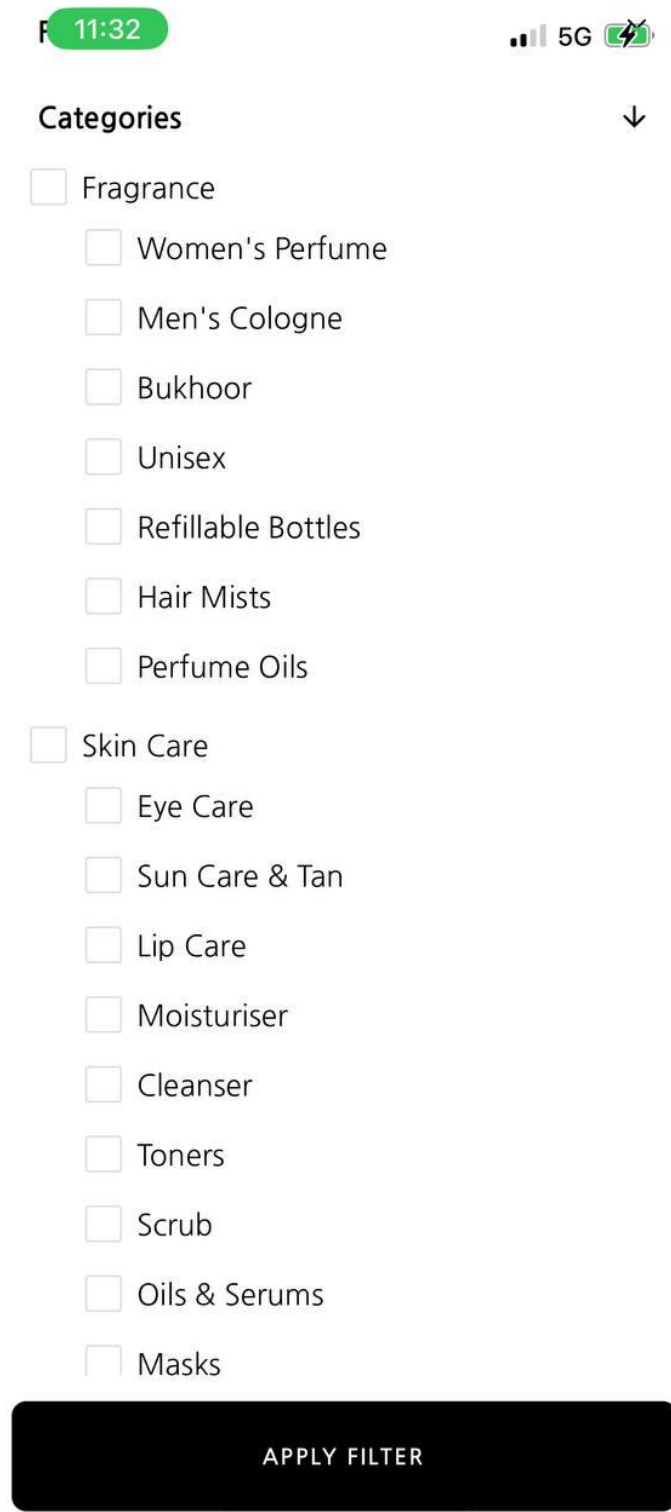 11:32
5G
Categories
Fragrance
Women's Perfume
Men's Cologne
Bukhoor
Unisex
Refillable Bottles
Hair Mists
Perfume Oils
Skin Care
Eye Care
Sun Care & Tan
Lip Care
Moisturiser
Cleanser
Toners
Scrub
Oils & Serums
Masks
APPLY FILTER